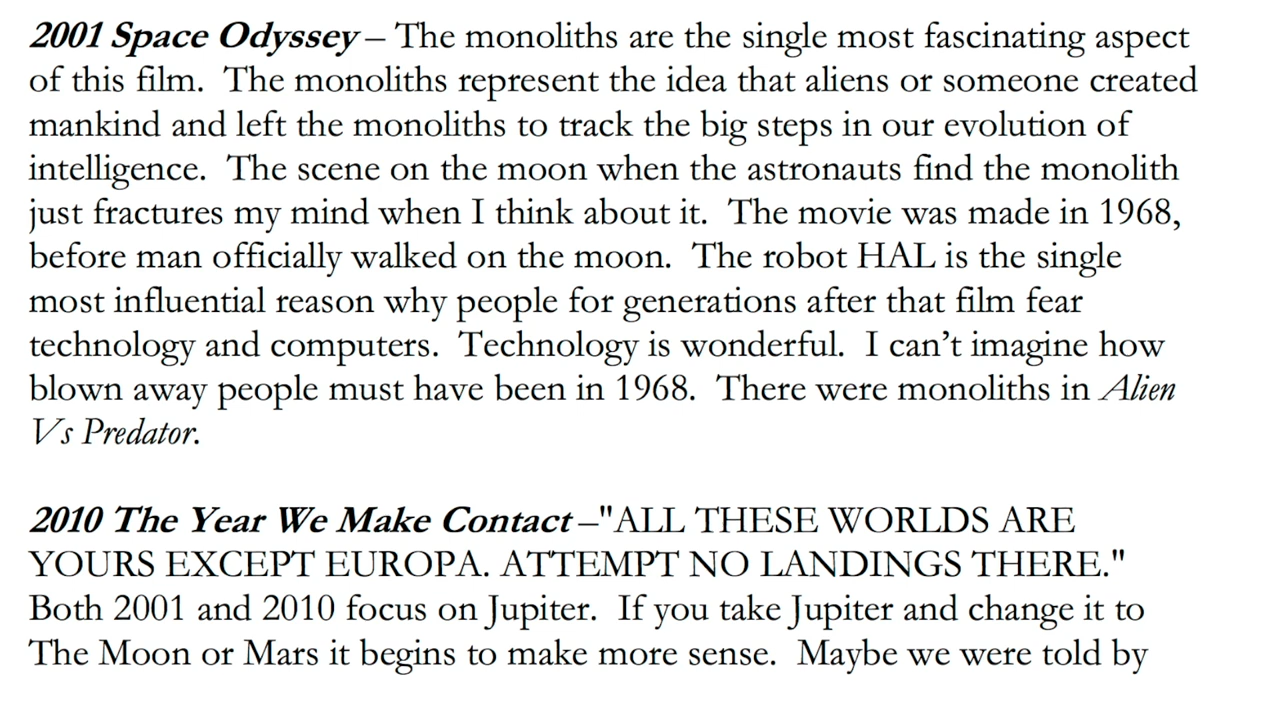 2001 Space Odyssey – The monoliths are the single most fascinating aspect
of this film.  The monoliths represent the idea that aliens or someone created
mankind and left the monoliths to track the big steps in our evolution of
intelligence.  The scene on the moon when the astronauts find the monolith
just fractures my mind when I think about it.  The movie was made in 1968,
before man officially walked on the moon.  The robot HAL is the single
most influential reason why people for generations after that film fear
technology and computers.  Technology is wonderful.  I can’t imagine how
blown away people must have been in 1968.  There were monoliths in Alien
Vs Predator.
2010 The Year We Make Contact –"ALL THESE WORLDS ARE
YOURS EXCEPT EUROPA. ATTEMPT NO LANDINGS THERE."
Both 2001 and 2010 focus on Jupiter.  If you take Jupiter and change it to
The Moon or Mars it begins to make more sense.  Maybe we were told by